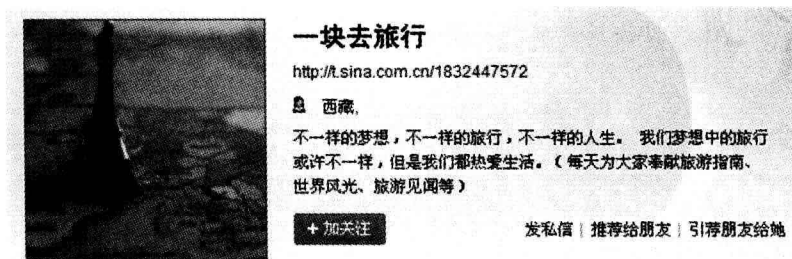 一块去旅行
http://t.sina.com.cn/1832447572
西藏,
不一样的梦想，不一样的旅行，不一样的人生。 我们梦想中的旅行
或许不一样，但是我们都热爱生活。（每天为大家奉献旅游指南、
世界风光、旅游见闻等）
+ 加关注 发私信 | 推荐给朋友 | 引荐朋友给她